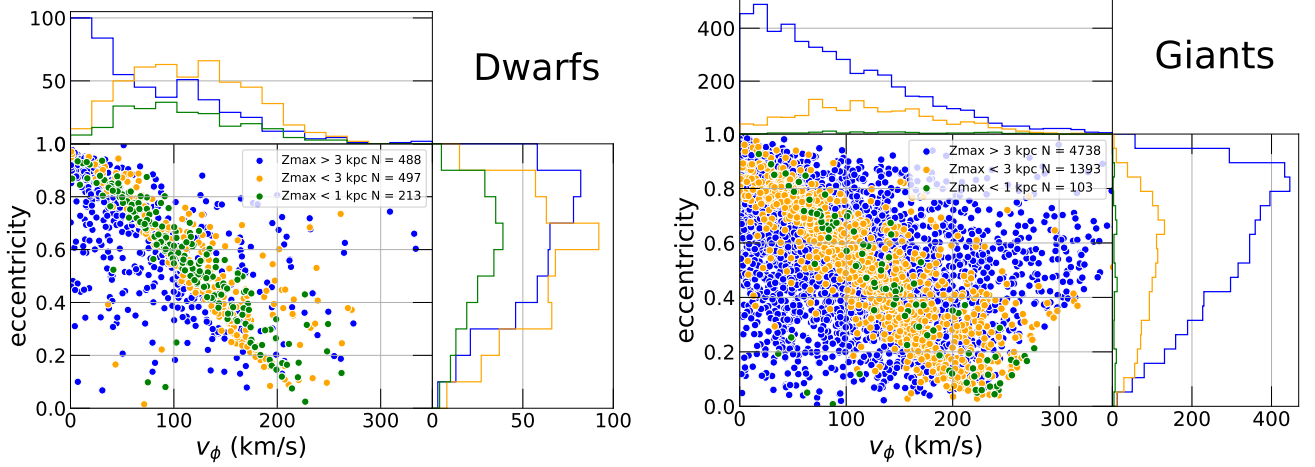 100
50
Dwarfs
1.0
0.8
0.6
0.4
0.2
0.0
eccentricity
Zmax > 3 kpc N = 488
Zmax < 3 kpc N = 497
Zmax < 1 kpc N = 213
0 100 200 300 0 50 100
vϕ (km/s)
400
200
Giants
1.0
0.8
0.6
0.4
0.2
0.0
eccentricity
Zmax > 3 kpc N = 4738
Zmax < 3 kpc N = 1393
Zmax < 1 kpc N = 103
0 100 200 300 0 200 400
vϕ (km/s)